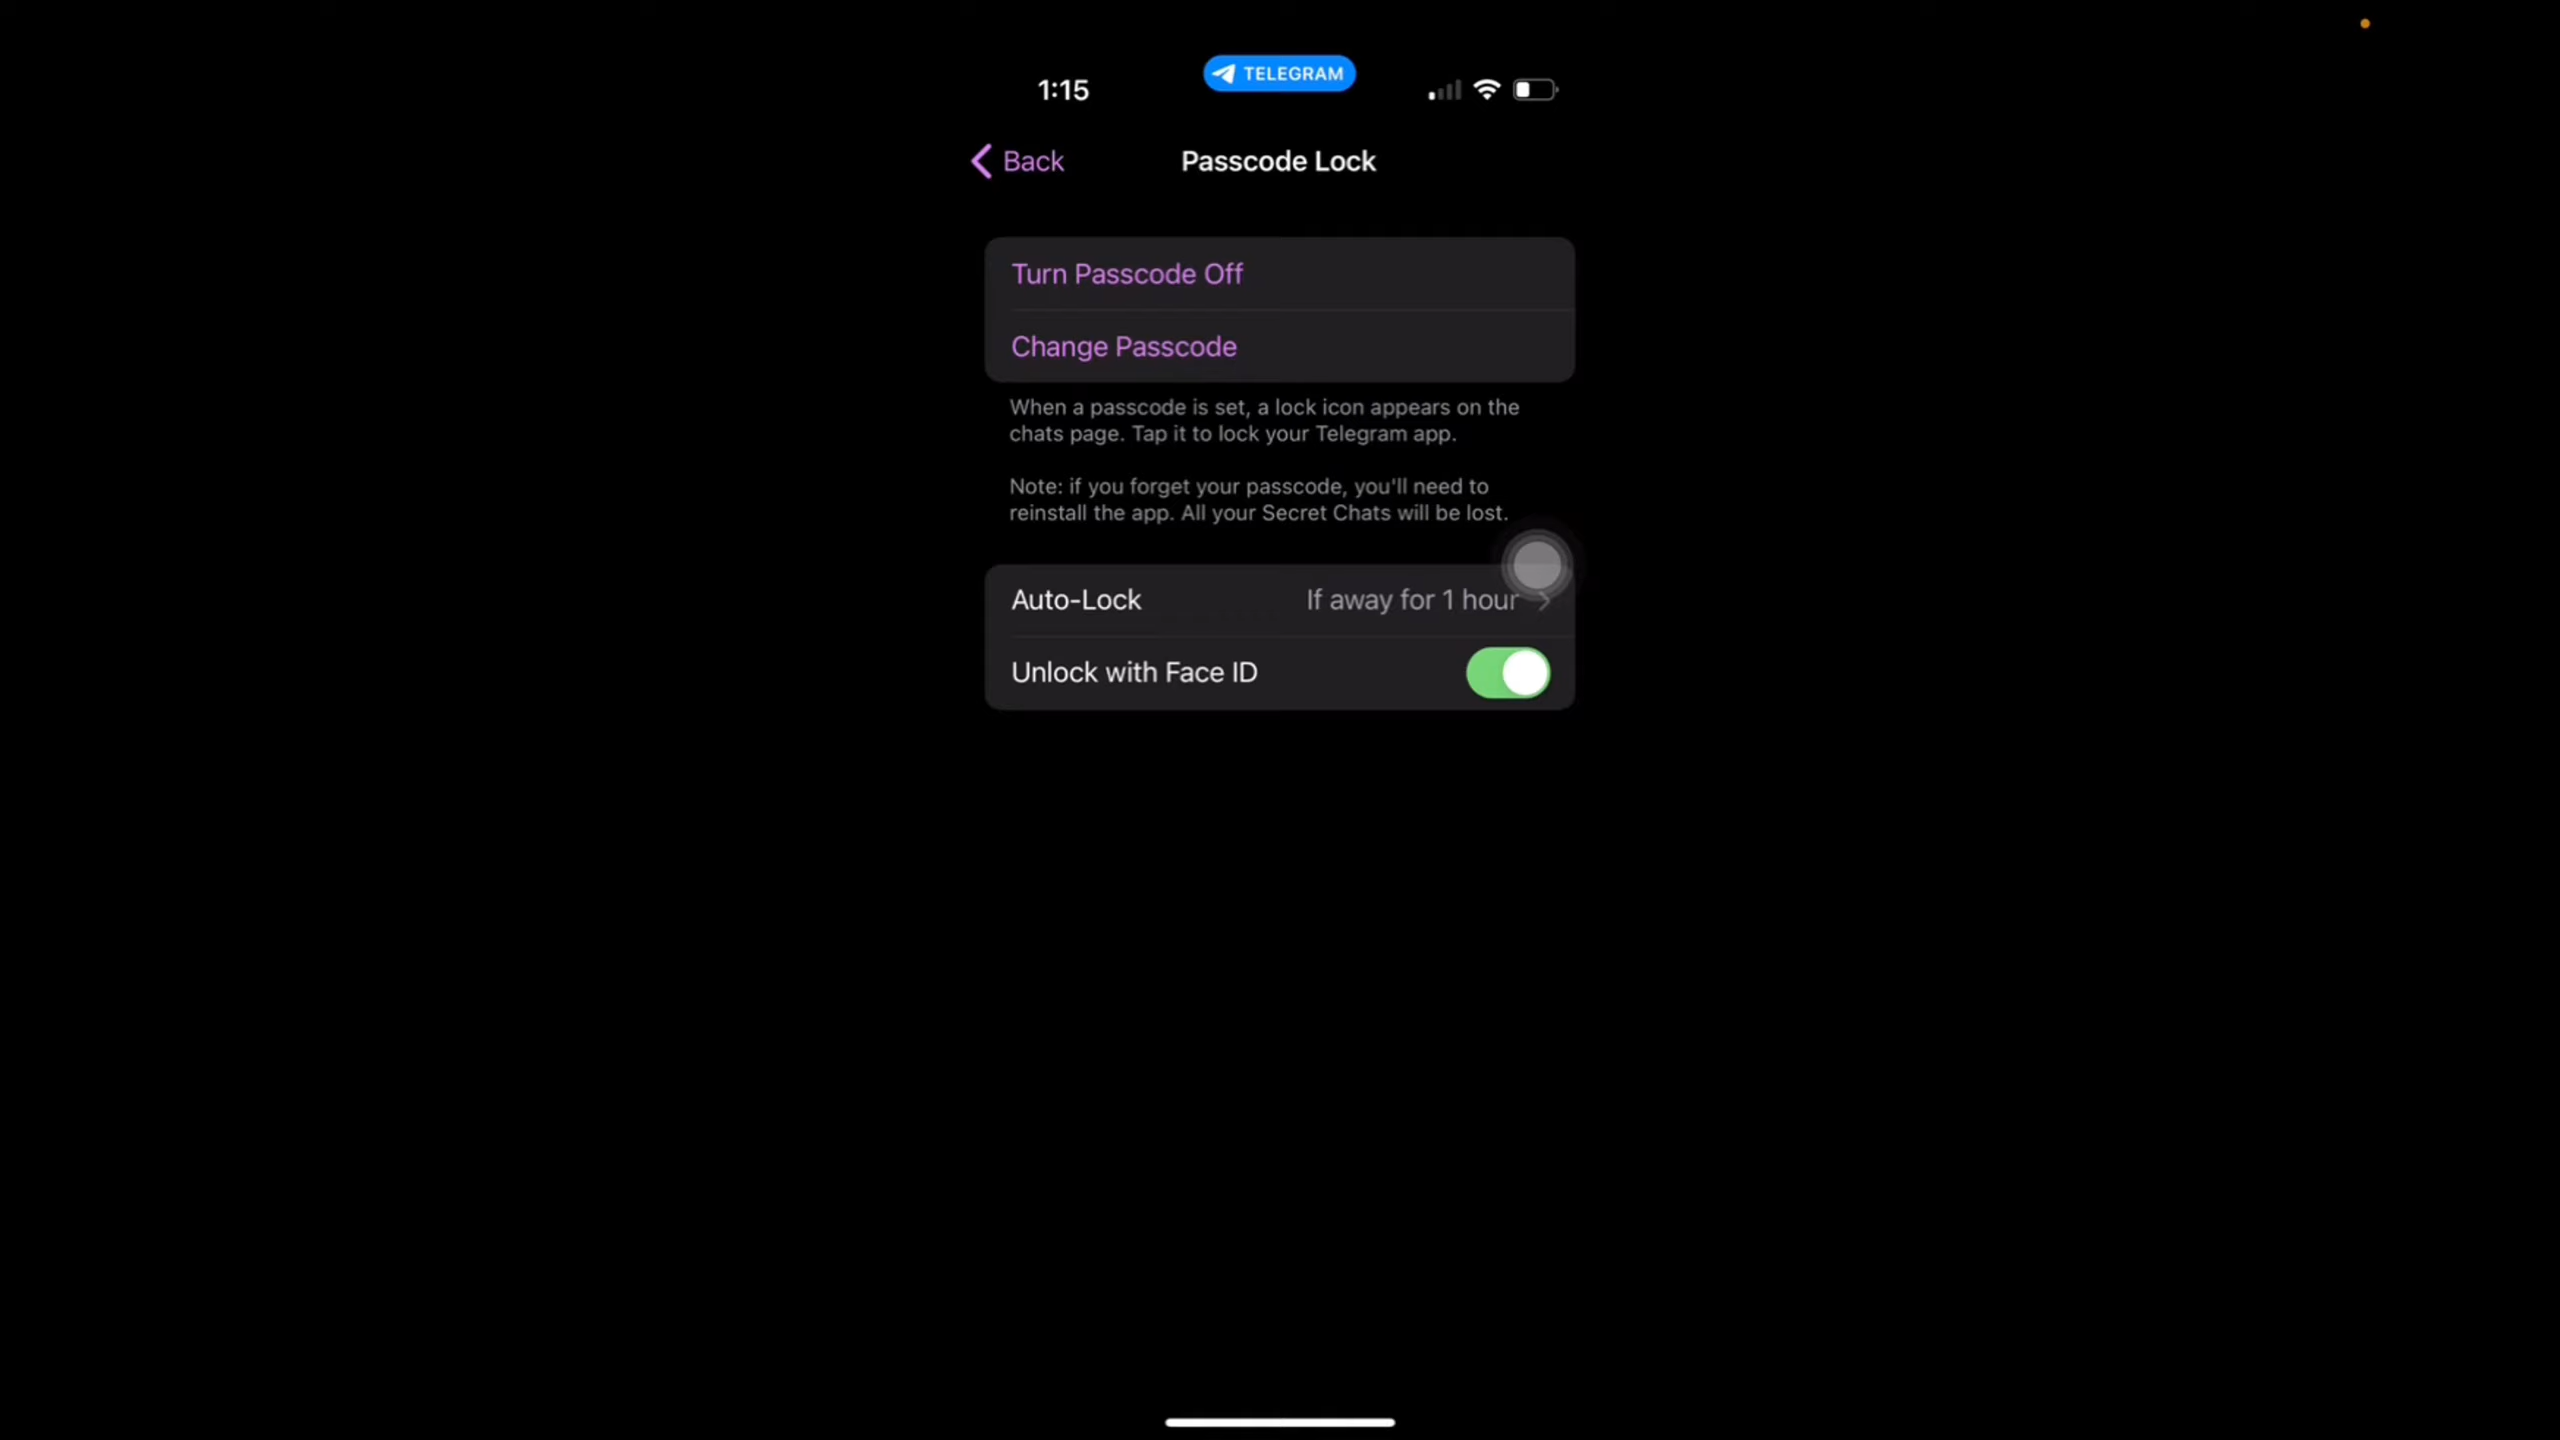 1:15
TELEGRAM
Back
Passcode Lock
Turn Passcode Off
Change Passcode
When a passcode is set, a lock icon appears on the
chats page. Tap it to lock your Telegram app.
Note: if you forget your passcode, you'll need to
reinstall the app. All your Secret Chats will be lost.
Auto-Lock If away for 1 hour
Unlock with Face ID